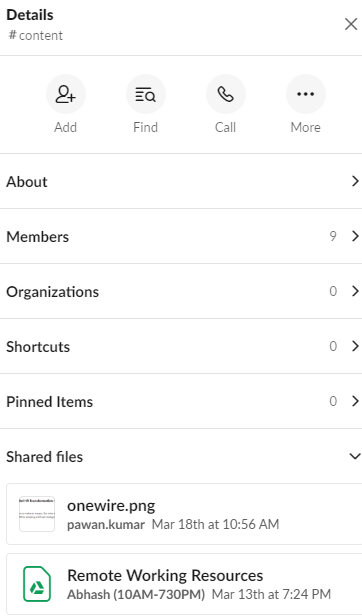 Details
# content
Add Find Call More
About
Members 9
Organizations 0
Shortcuts 0
Pinned Items 0
Shared files
onewire.png
pawan.kumar Mar 18th at 10:56 AM
Remote Working Resources
Abhash (10AM-730PM) Mar 13th at 7:24 PM